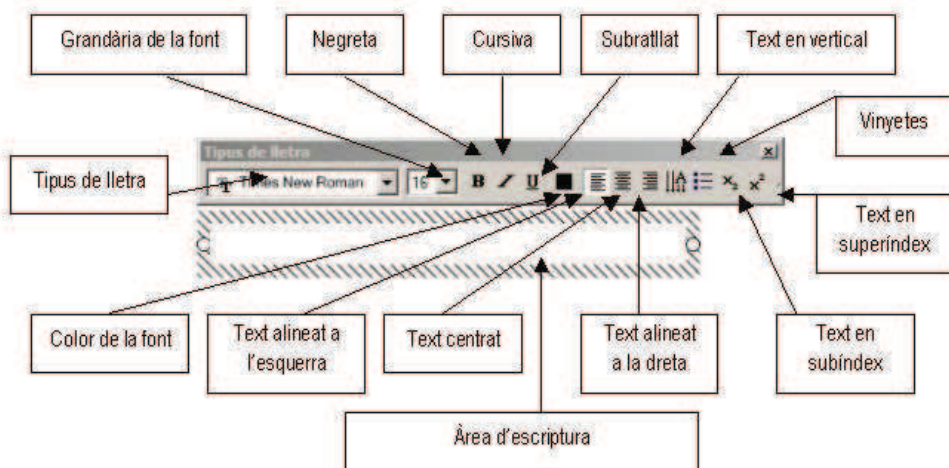 Grandària de la font
Negreta
Cursiva
Subratllat
Text en vertical
Vinyetes
Tipus de lletra
Tipus de lletra
Times New Roman
16
B I U
A
x₂ x²
Text en
superíndex
Color de la font
Text alineat a
l'esquerra
Text centrat
Text alineat
a la dreta
Text en
subíndex
Àrea d'escriptura